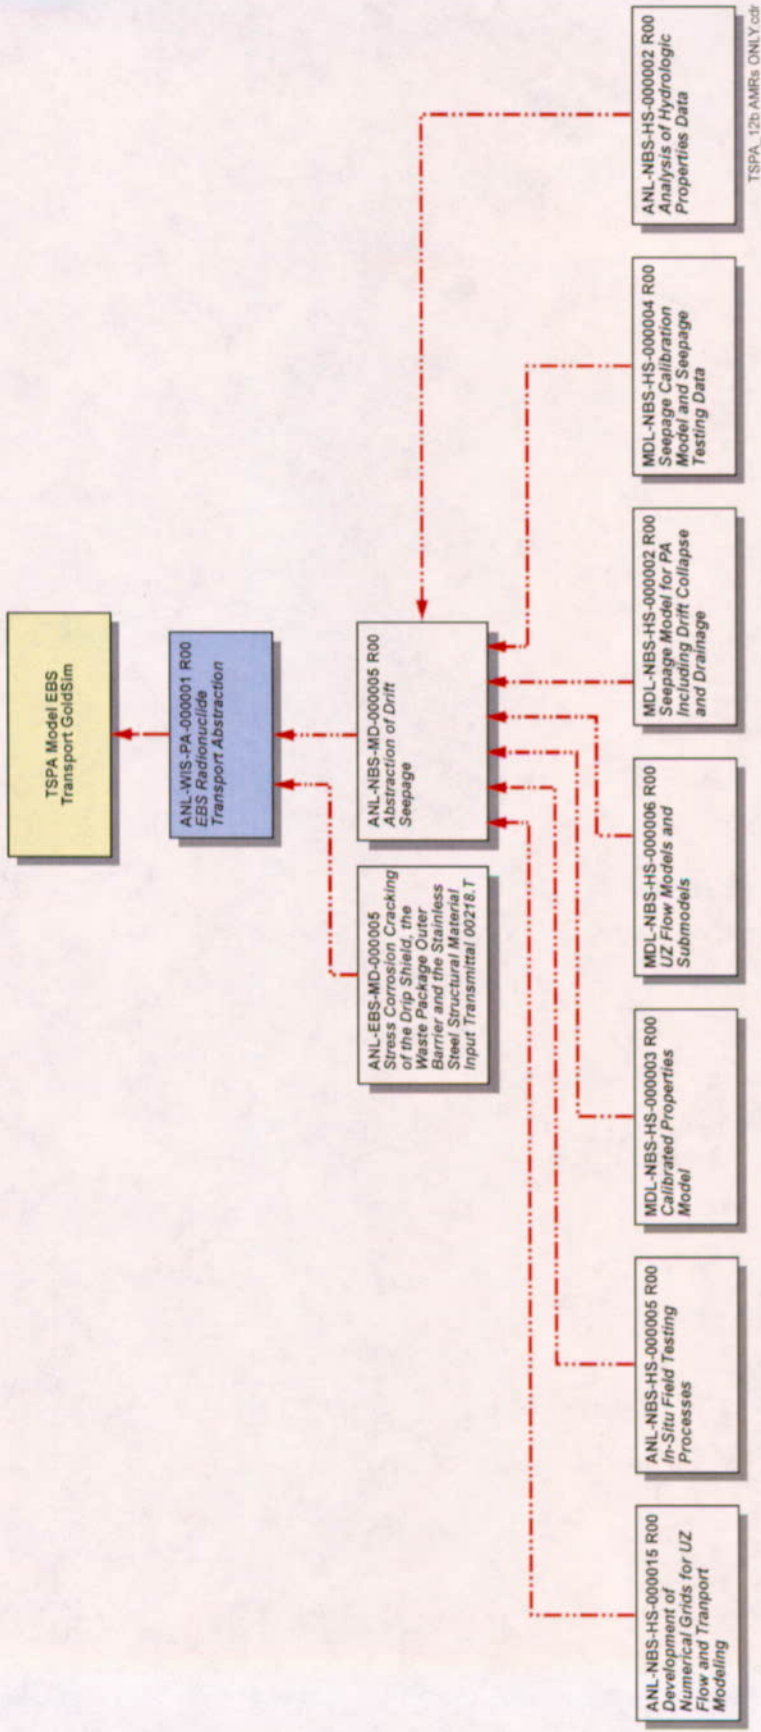 TSPA Model EBS
Transport GoldSim
ANL-WIS-PA-000001 R00
EBS Radionuclide
Transport Abstraction
ANL-EBS-MD-000005
Stress Corrosion Cracking
of the Drip Shield, the
Waste Package Outer
Barrier and the Stainless
Steel Structural Material
Input Transmittal 00218.T
ANL-NBS-MD-000005 R00
Abstraction of Drift
Seepage
ANL-NBS-HS-000015 R00
Development of
Numerical Grids for UZ
Flow and Tranport
Modeling
ANL-NBS-HS-000005 R00
In-Situ Field Testing
Processes
MDL-NBS-HS-000003 R00
Calibrated Properties
Model
MDL-NBS-HS-000006 R00
UZ Flow Models and
Submodels
MDL-NBS-HS-000002 R00
Seepage Model for PA
Including Drift Collapse
and Drainage
MDL-NBS-HS-000004 R00
Seepage Calibration
Model and Seepage
Testing Data
ANL-NBS-HS-000002 R00
Analysis of Hydrologic
Properties Data
TSPA_12b AMRs ONLY.cdr